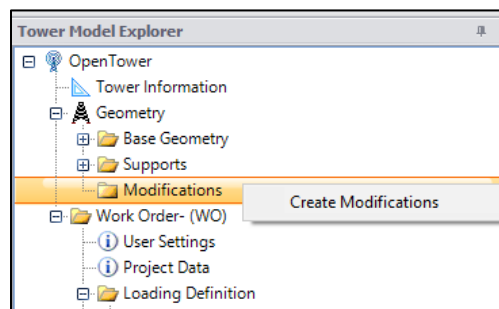 Tower Model Explorer
OpenTower
Tower Information
Geometry
Base Geometry
Supports
Modifications
Create Modifications
Work Order- (WO)
User Settings
Project Data
Loading Definition